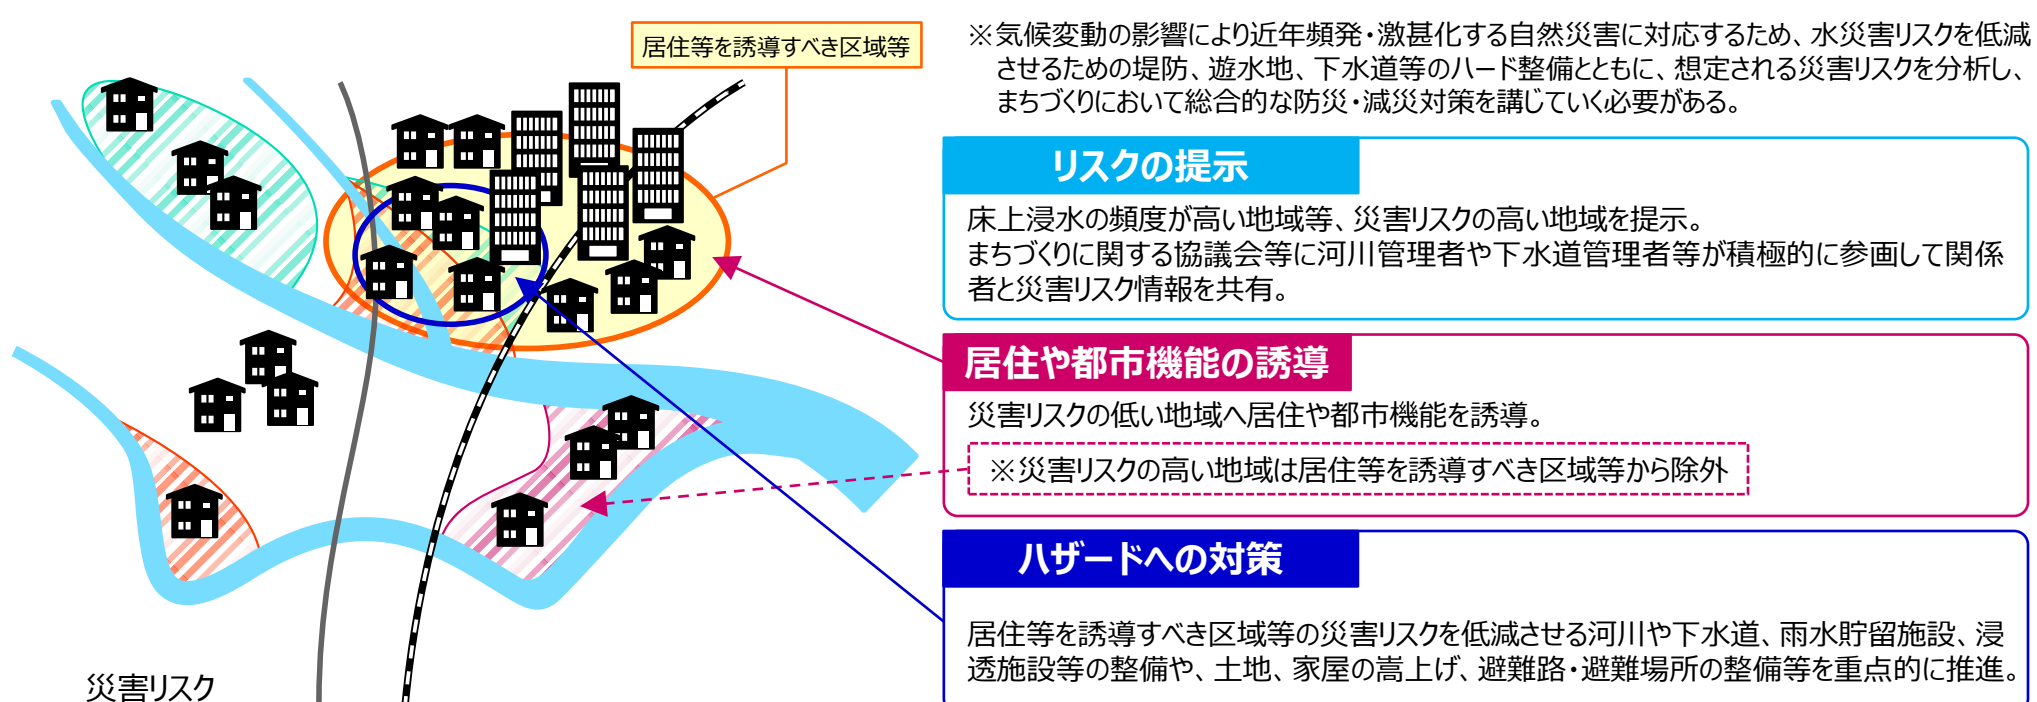 居住等を誘導すべき区域等
※気候変動の影響により近年頻発・激甚化する自然災害に対応するため、水災害リスクを低減
させるための堤防、遊水地、下水道等のハード整備とともに、想定される災害リスクを分析し、
まちづくりにおいて総合的な防災・減災対策を講じていく必要がある。
リスクの提示
床上浸水の頻度が高い地域等、災害リスクの高い地域を提示。
まちづくりに関する協議会等に河川管理者や下水道管理者等が積極的に参画して関係
者と災害リスク情報を共有。
居住や都市機能の誘導
災害リスクの低い地域へ居住や都市機能を誘導。
※災害リスクの高い地域は居住等を誘導すべき区域等から除外
ハザードへの対策
居住等を誘導すべき区域等の災害リスクを低減させる河川や下水道、雨水貯留施設、浸
透施設等の整備や、土地、家屋の嵩上げ、避難路・避難場所の整備等を重点的に推進。
災害リスク